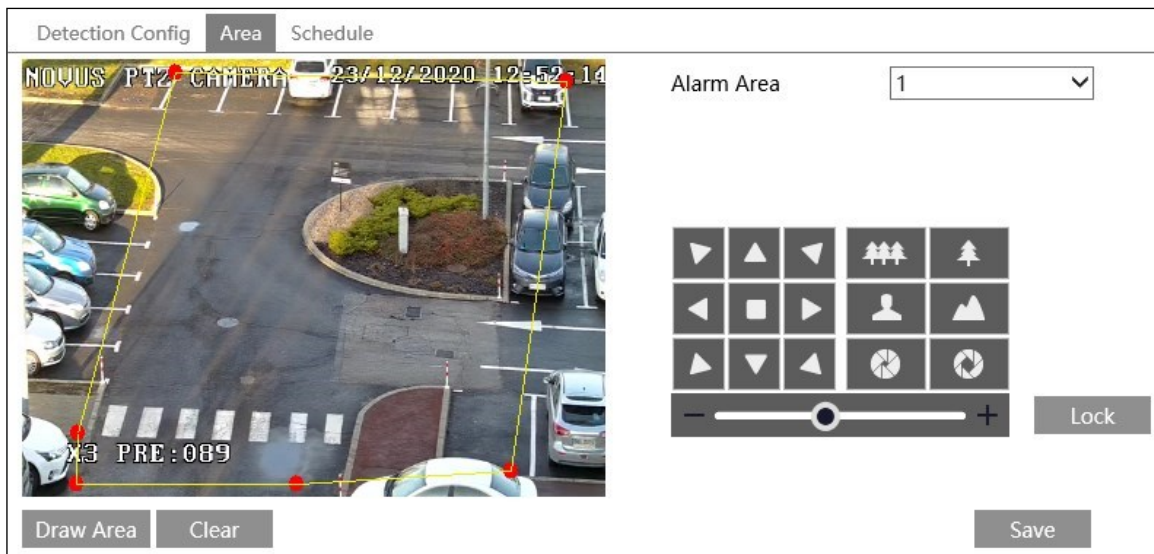 Detection Config Area Schedule
NOVUS PTZ CAMERA 23/12/2020 12:52:14
Alarm Area 1
X3 PRE:089
Lock
Draw Area Clear Save